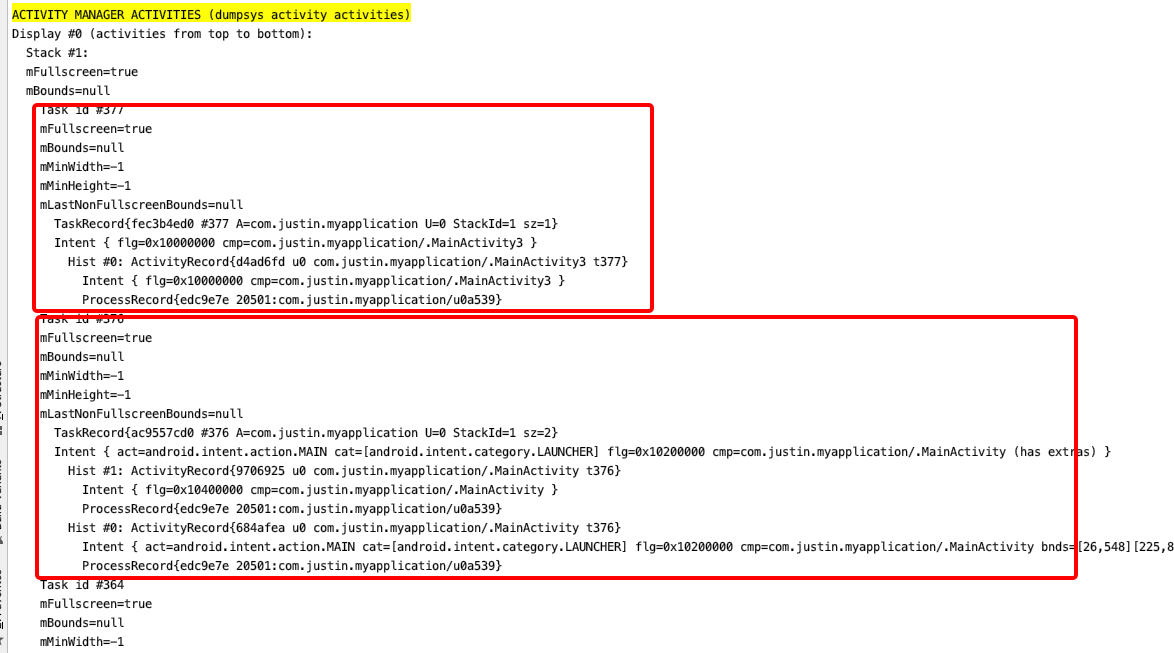 ACTIVITY MANAGER ACTIVITIES (dumpsys activity activities)
Display #0 (activities from top to bottom):
Stack #1:
mFullscreen=true
mBounds=null
Task id #377
mFullscreen=true
mBounds=null
mMinWidth=-1
mMinHeight=-1
mLastNonFullscreenBounds=null
TaskRecord{fec3b4ed0 #377 A=com.justin.myapplication U=0 StackId=1 sz=1}
Intent { flg=0x10000000 cmp=com.justin.myapplication/.MainActivity3 }
Hist #0: ActivityRecord{d4ad6fd u0 com.justin.myapplication/.MainActivity3 t377}
Intent { flg=0x10000000 cmp=com.justin.myapplication/.MainActivity3 }
ProcessRecord{edc9e7e 20501:com.justin.myapplication/u0a539}
Task id #376
mFullscreen=true
mBounds=null
mMinWidth=-1
mMinHeight=-1
mLastNonFullscreenBounds=null
TaskRecord{ac9557cd0 #376 A=com.justin.myapplication U=0 StackId=1 sz=2}
Intent { act=android.intent.action.MAIN cat=[android.intent.category.LAUNCHER] flg=0x10200000 cmp=com.justin.myapplication/.MainActivity (has extras) }
Hist #1: ActivityRecord{9706925 u0 com.justin.myapplication/.MainActivity t376}
Intent { flg=0x10400000 cmp=com.justin.myapplication/.MainActivity }
ProcessRecord{edc9e7e 20501:com.justin.myapplication/u0a539}
Hist #0: ActivityRecord{684afea u0 com.justin.myapplication/.MainActivity t376}
Intent { act=android.intent.action.MAIN cat=[android.intent.category.LAUNCHER] flg=0x10200000 cmp=com.justin.myapplication/.MainActivity bnds=[26,548][225,8
ProcessRecord{edc9e7e 20501:com.justin.myapplication/u0a539}
Task id #364
mFullscreen=true
mBounds=null
mMinWidth=-1